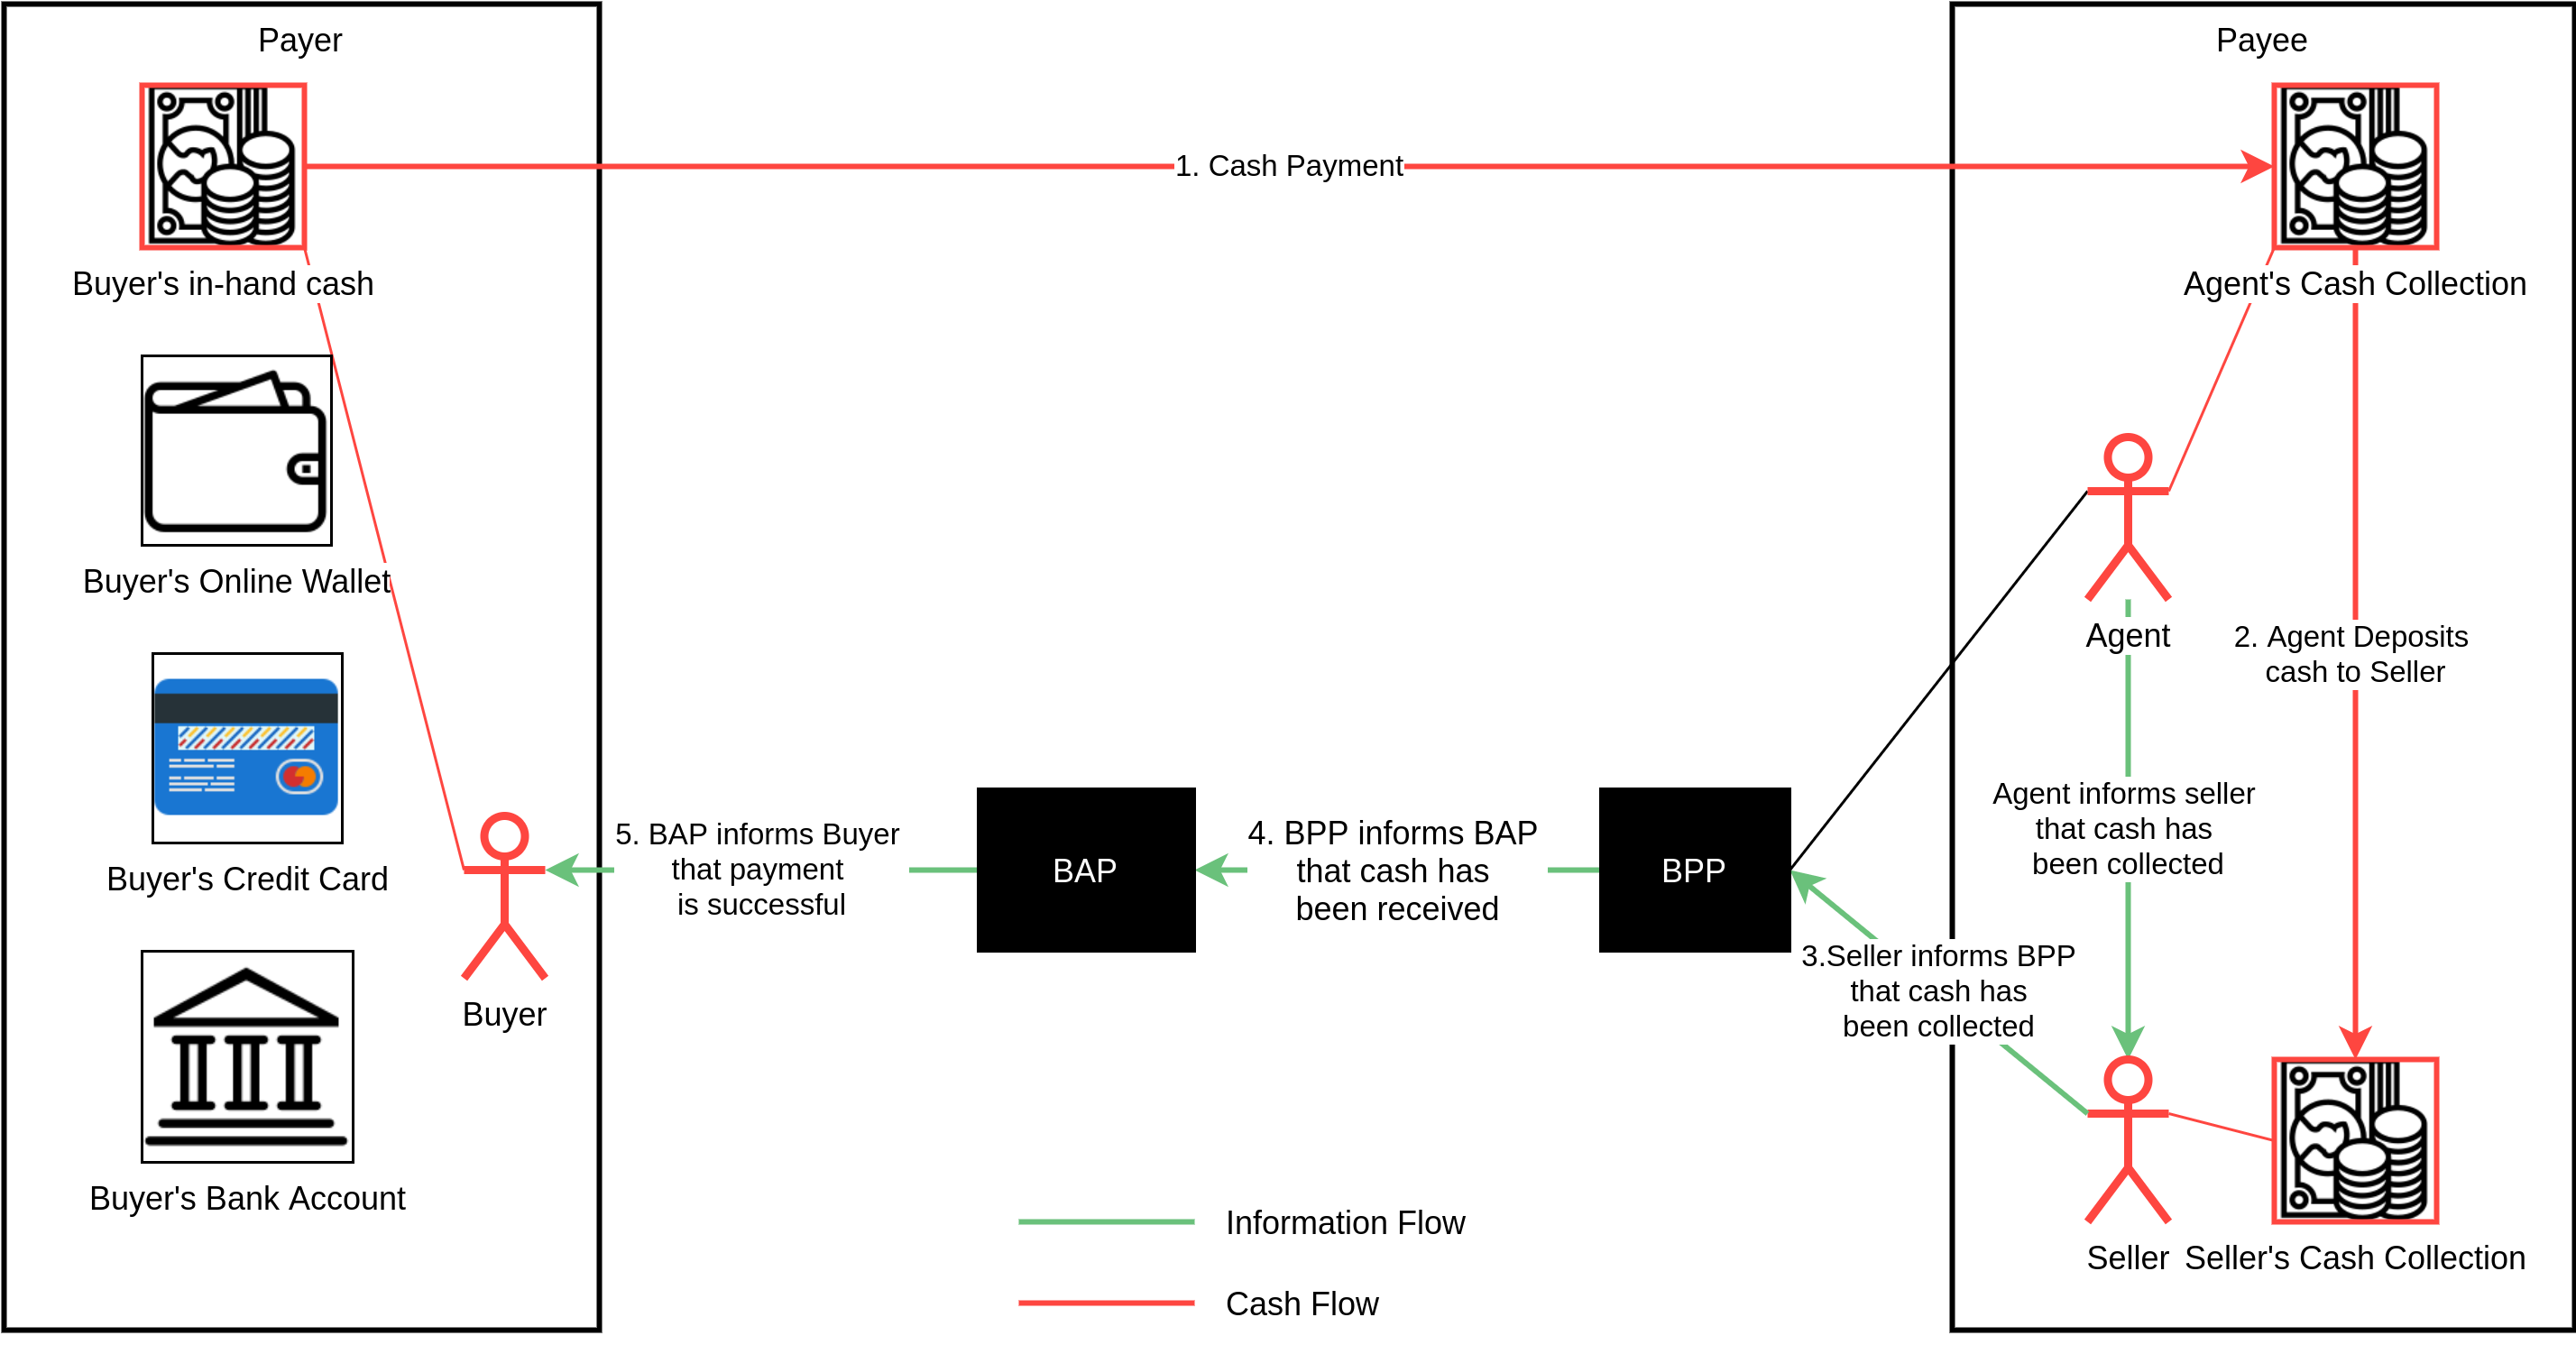 Payer
Payee
1. Cash Payment
Buyer's in-hand cash
Agent's Cash Collection
Buyer's Online Wallet
Agent
2. Agent Deposits
cash to Seller
Agent informs seller
that cash has
been collected
Buyer's Credit Card
5. BAP informs Buyer
that payment
is successful
BAP
4. BPP informs BAP
that cash has
been received
BPP
3.Seller informs BPP
that cash has
been collected
Buyer
Buyer's Bank Account
Information Flow
Cash Flow
Seller
Seller's Cash Collection